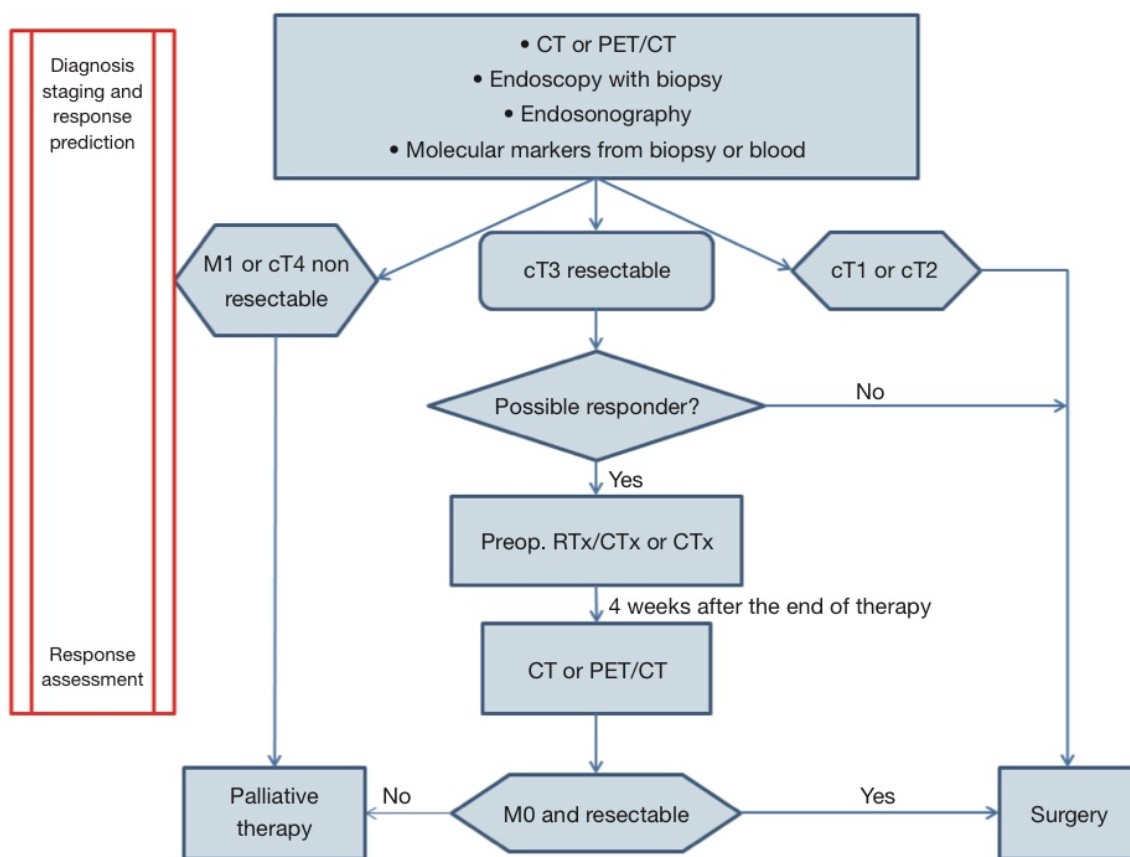 Diagnosis
staging and
response
prediction
• CT or PET/CT
• Endoscopy with biopsy
• Endosonography
• Molecular markers from biopsy or blood
M1 or cT4 non
resectable
cT3 resectable
cT1 or cT2
Possible responder?
No
Yes
Preop. RTx/CTx or CTx
4 weeks after the end of therapy
Response
assessment
CT or PET/CT
Palliative
therapy
No
M0 and resectable
Yes
Surgery